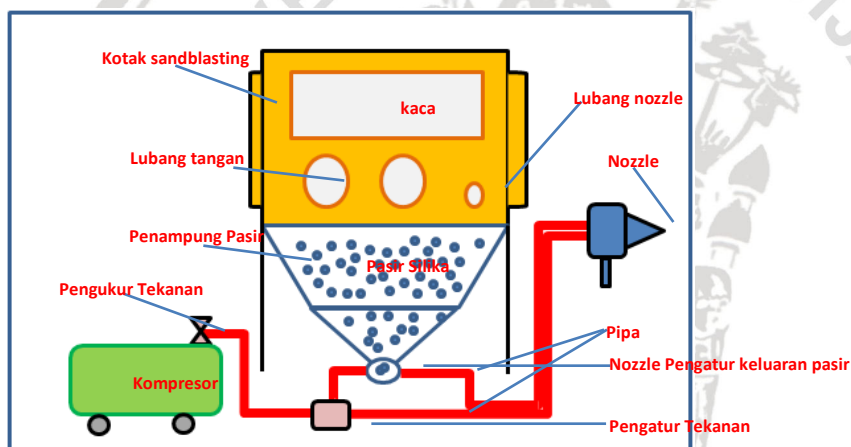 Kotak sandblasting
kaca
Lubang nozzle
Lubang tangan
Nozzle
Penampung Pasir
Pasir Silika
Pengukur Tekanan
Pipa
Nozzle Pengatur keluaran pasir
Kompresor
Pengatur Tekanan